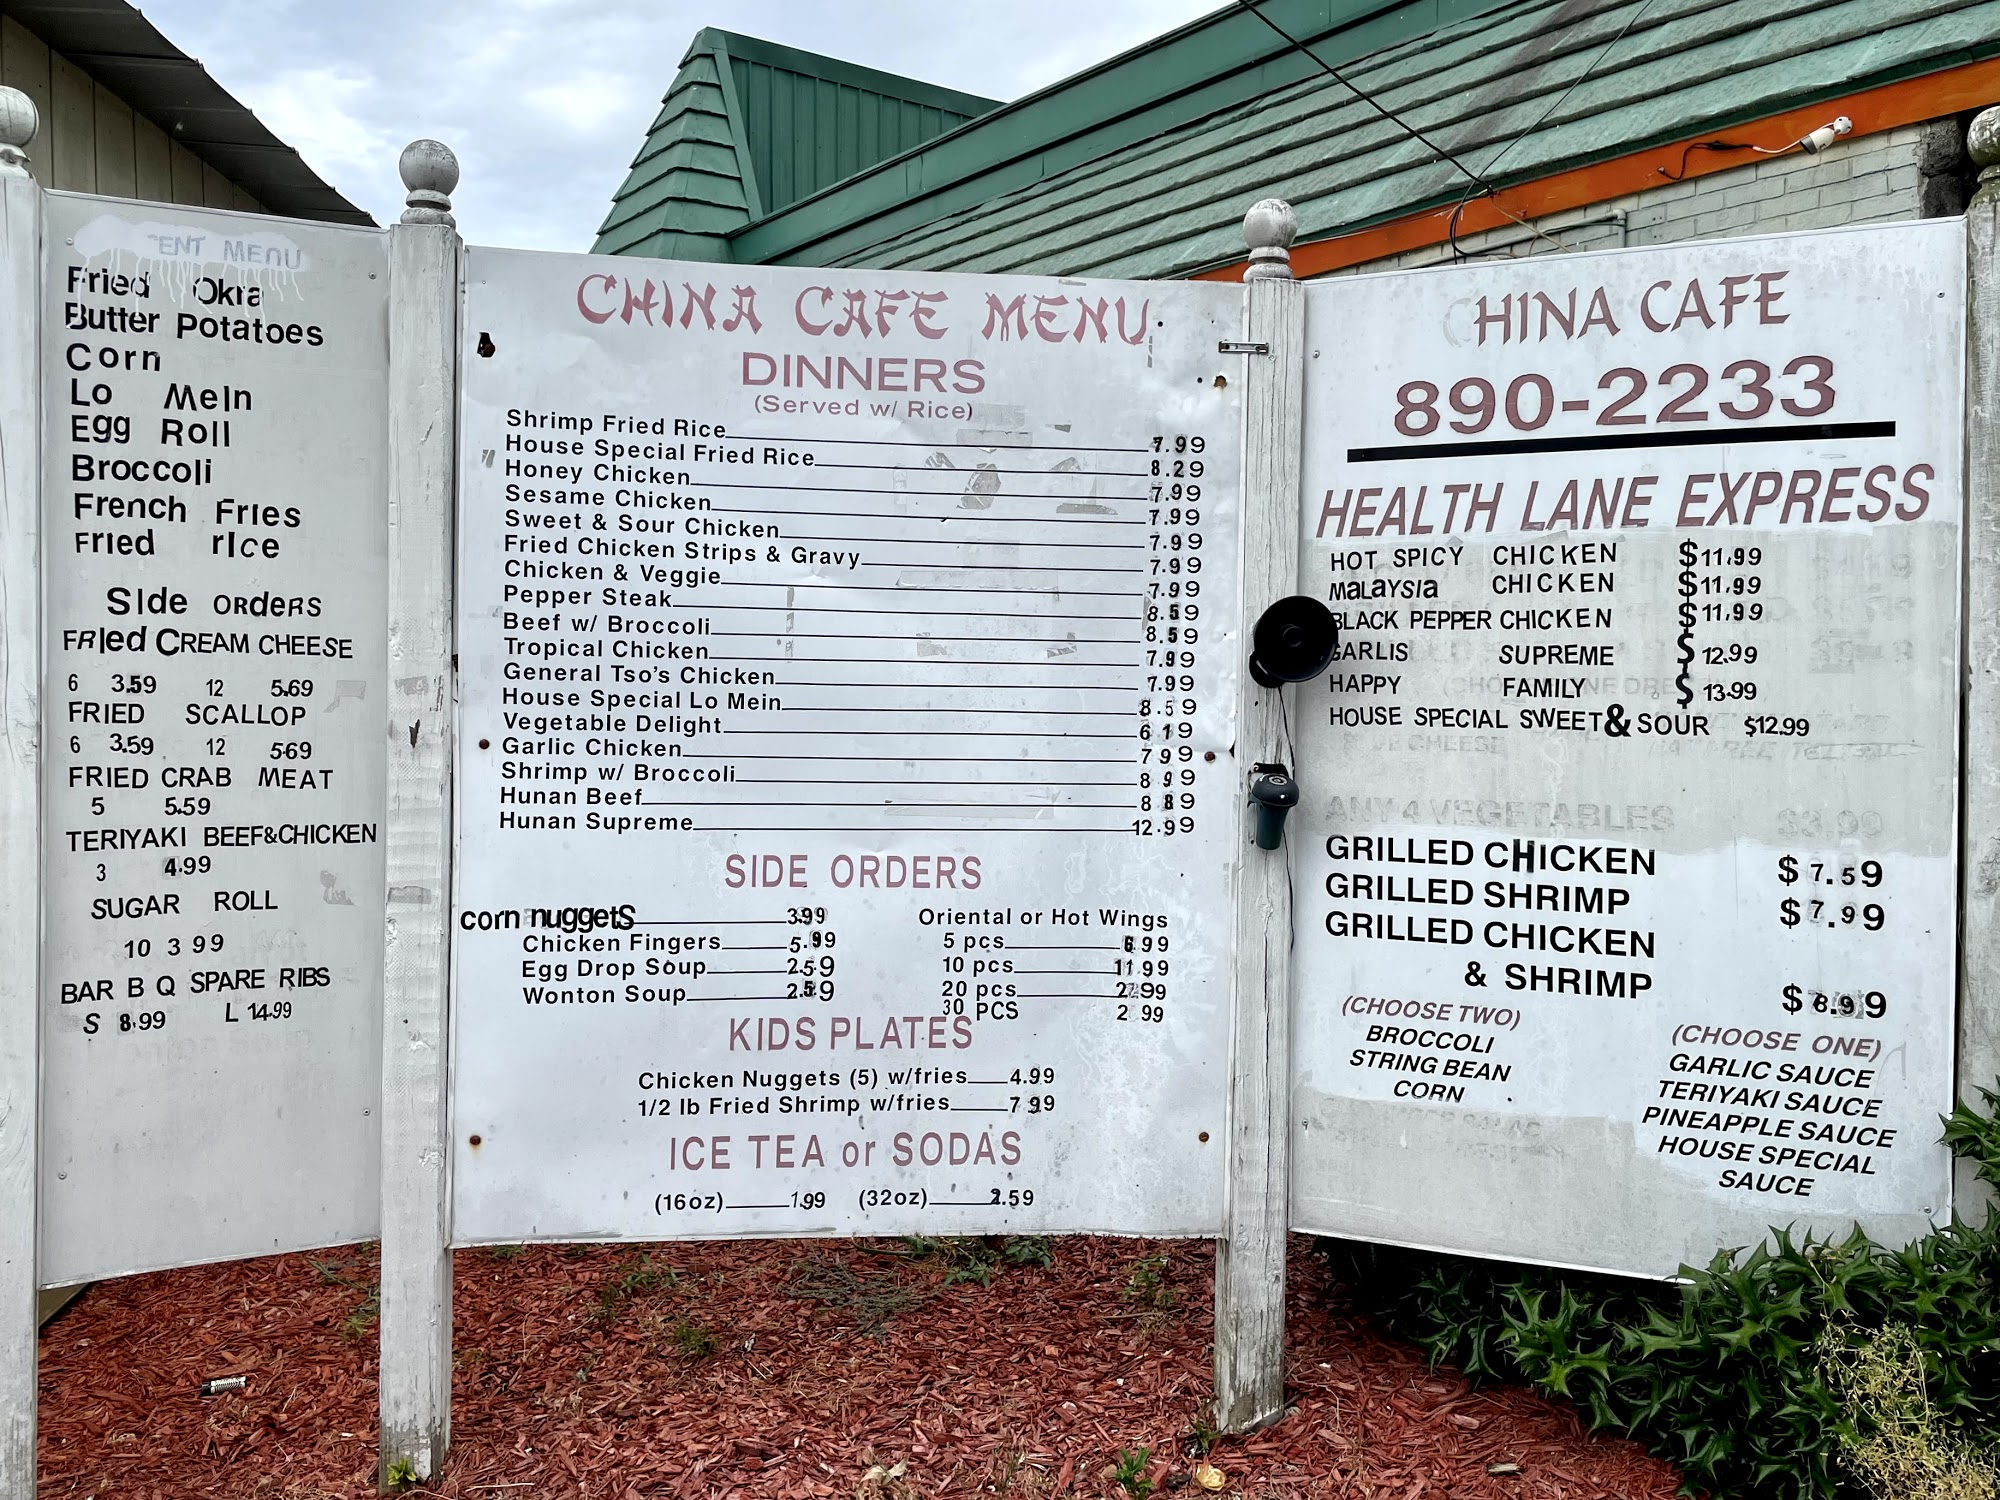 MENU
Fried Okra
Butter Potatoes
Corn
Lo MeIn
Egg Roll
Broccoli
French FrIes
Fried rIce
SIde ORdeRS
FRIed CREAM CHEESE
6 3.59 12 5.69
FRIED SCALLOP
6 3.59 12 569
FRIED CRAB MEAT
5 5.59
TERIYAKI BEEF&CHICKEN
3 4.99
SUGAR ROLL
10 3 99
BAR B Q SPARE RIBS
S 8.99 L 14.99
CHINA CAFE MENU
DINNERS
(Served w/ Rice)
Shrimp Fried Rice 7.99
House Special Fried Rice 8.29
Honey Chicken 7.99
Sesame Chicken 7.99
Sweet & Sour Chicken 7.99
Fried Chicken Strips & Gravy 7.99
Chicken & Veggie 7.99
Pepper Steak 8.59
Beef w/ Broccoli 8.59
Tropical Chicken 7.99
General Tso's Chicken 7.99
House Special Lo Mein 8.59
Vegetable Delight 6 19
Garlic Chicken 7 99
Shrimp w/ Broccoli 8 99
Hunan Beef 8 89
Hunan Supreme 12.99
SIDE ORDERS
corn nuggetS 3.99
Chicken Fingers 5.99
Egg Drop Soup 2.59
Wonton Soup 2.59
Oriental or Hot Wings
5 pcs 6.99
10 pcs 11.99
20 pcs
30 PCS
KIDS PLATES
Chicken Nuggets (5) w/fries 4.99
1/2 lb Fried Shrimp w/fries 7 99
ICE TEA or SODAS
(16oz) 1.99 (32oz) 2.59
CHINA CAFE
890-2233
HEALTH LANE EXPRESS
HOT SPICY CHICKEN $11.99
MaLaysia CHICKEN $11.99
BLACK PEPPER CHICKEN $11.99
GARLIS SUPREME $12.99
HAPPY FAMILY $13.99
HOUSE SPECIAL SWEET & SOUR $12.99
ANY 4 VEGETABLES $3.99
GRILLED CHICKEN $7.59
GRILLED SHRIMP $7.99
GRILLED CHICKEN
& SHRIMP $8.99
(CHOOSE TWO)
BROCCOLI
STRING BEAN
CORN
(CHOOSE ONE)
GARLIC SAUCE
TERIYAKI SAUCE
PINEAPPLE SAUCE
HOUSE SPECIAL
SAUCE